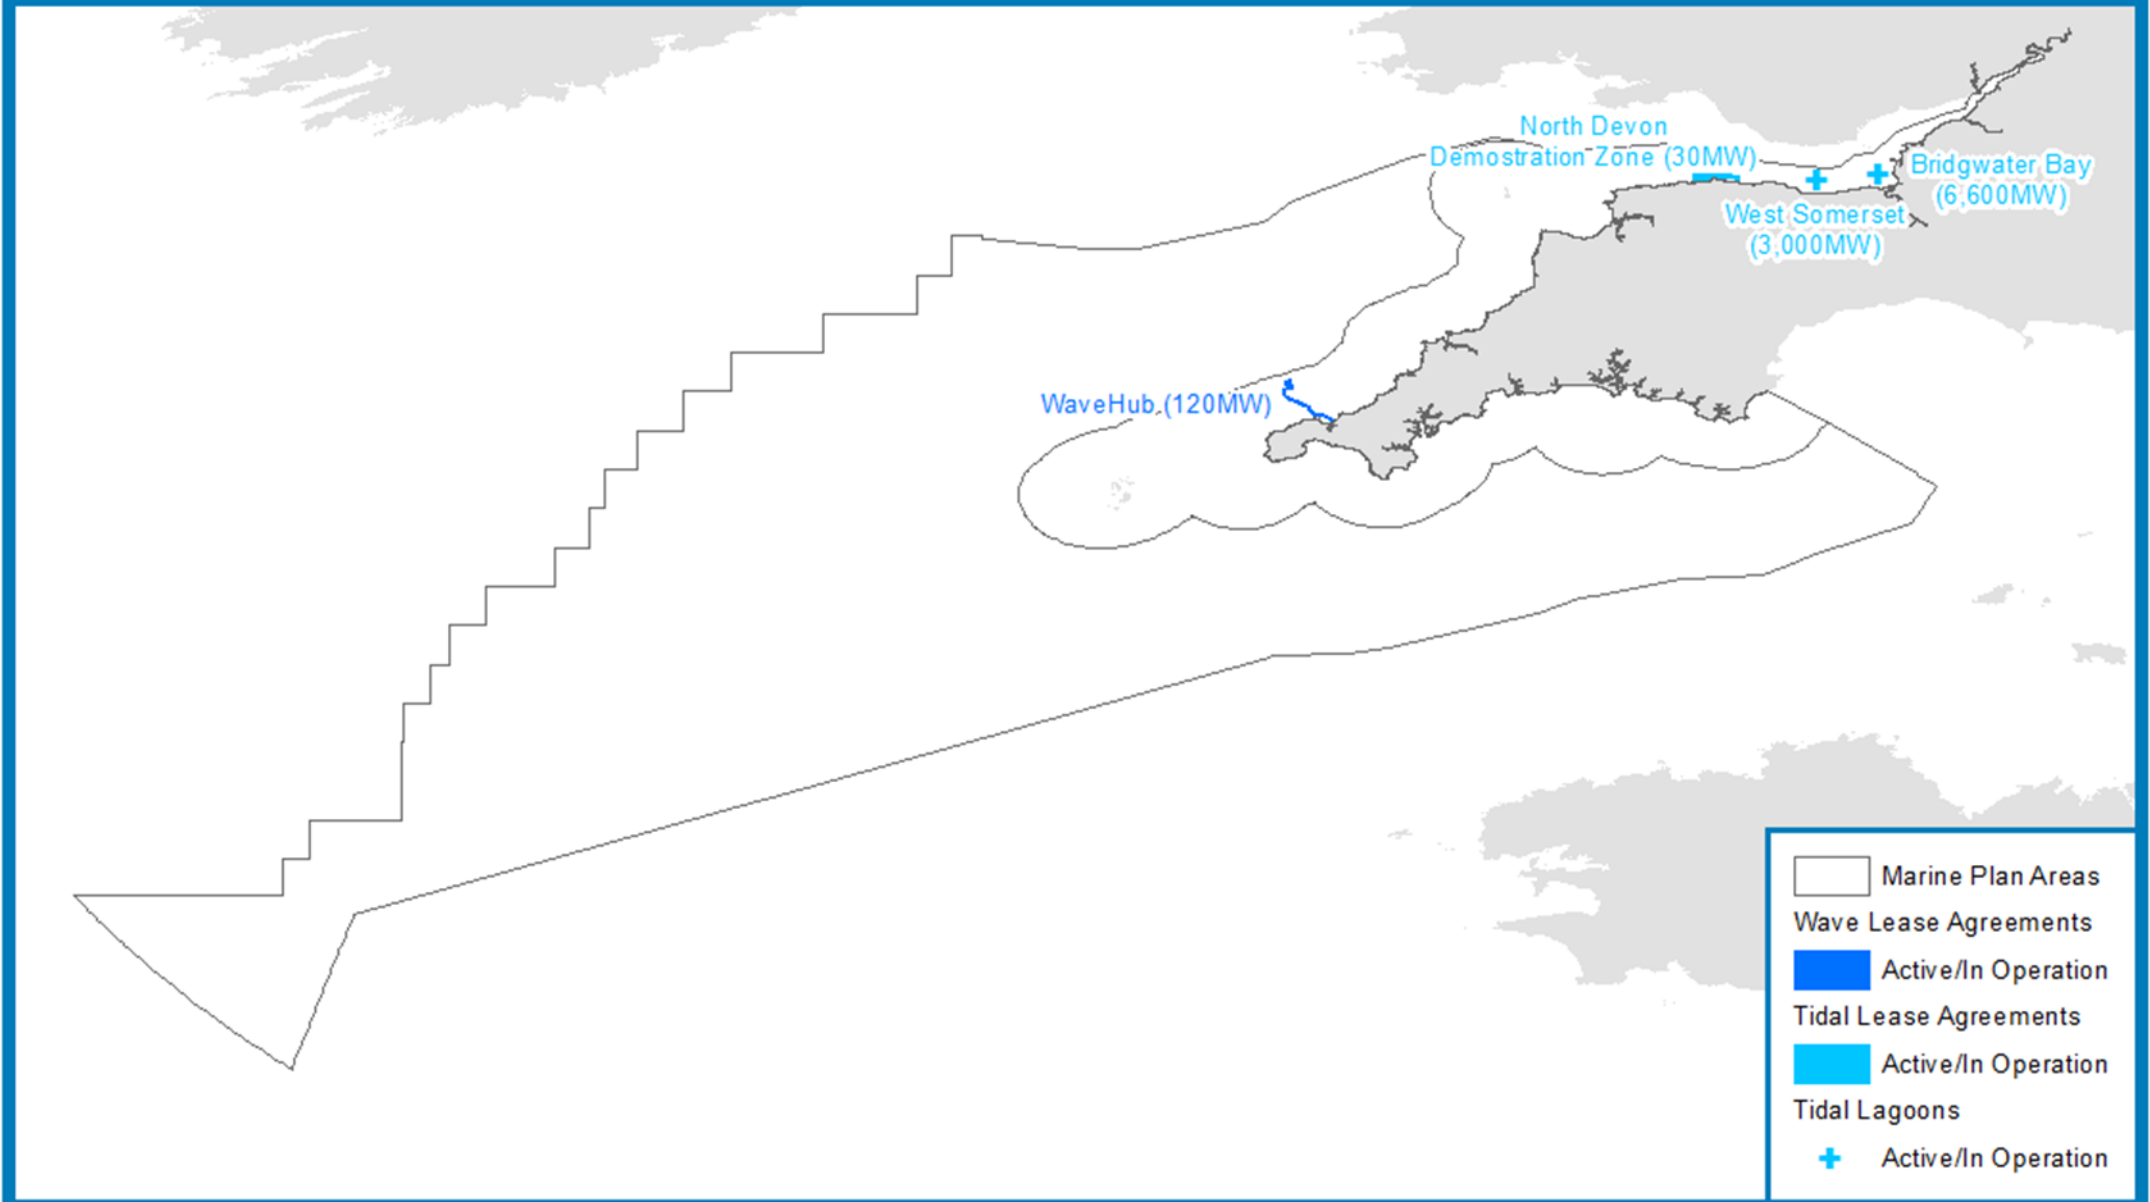 North Devon
Demostration Zone (30MW)
Bridgwater Bay
(6,600MW)
West Somerset
(3,000MW)
WaveHub (120MW)
Marine Plan Areas
Wave Lease Agreements
Active/In Operation
Tidal Lease Agreements
Active/In Operation
Tidal Lagoons
Active/In Operation